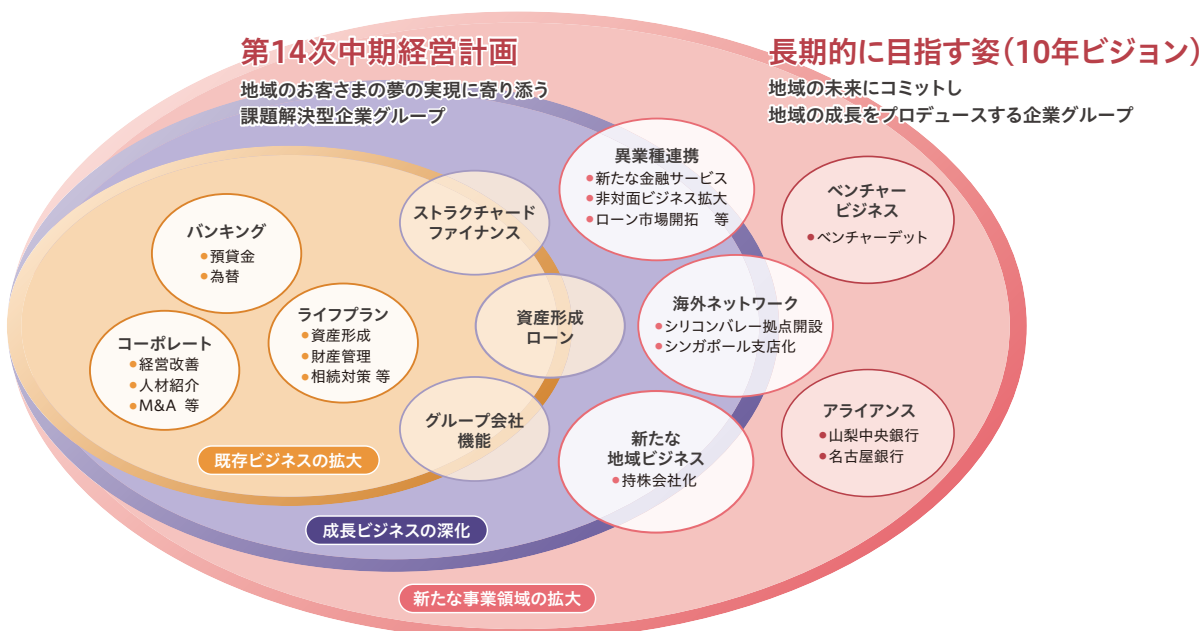 第14次中期経営計画
地域のお客さまの夢の実現に寄り添う
課題解決型企業グループ
長期的に目指す姿(10年ビジョン)
地域の未来にコミットし
地域の成長をプロデュースする企業グループ
バンキング
●預貸金
●為替
コーポレート
●経営改善
●人材紹介
●M&A 等
ライフプラン
●資産形成
●財産管理
●相続対策 等
既存ビジネスの拡大
ストラクチャード
ファイナンス
資産形成
ローン
グループ会社
機能
成長ビジネスの深化
異業種連携
●新たな金融サービス
●非対面ビジネス拡大
●ローン市場開拓 等
海外ネットワーク
●シリコンバレー拠点開設
●シンガポール支店化
新たな
地域ビジネス
●持株会社化
ベンチャー
ビジネス
●ベンチャーデット
アライアンス
●山梨中央銀行
●名古屋銀行
新たな事業領域の拡大